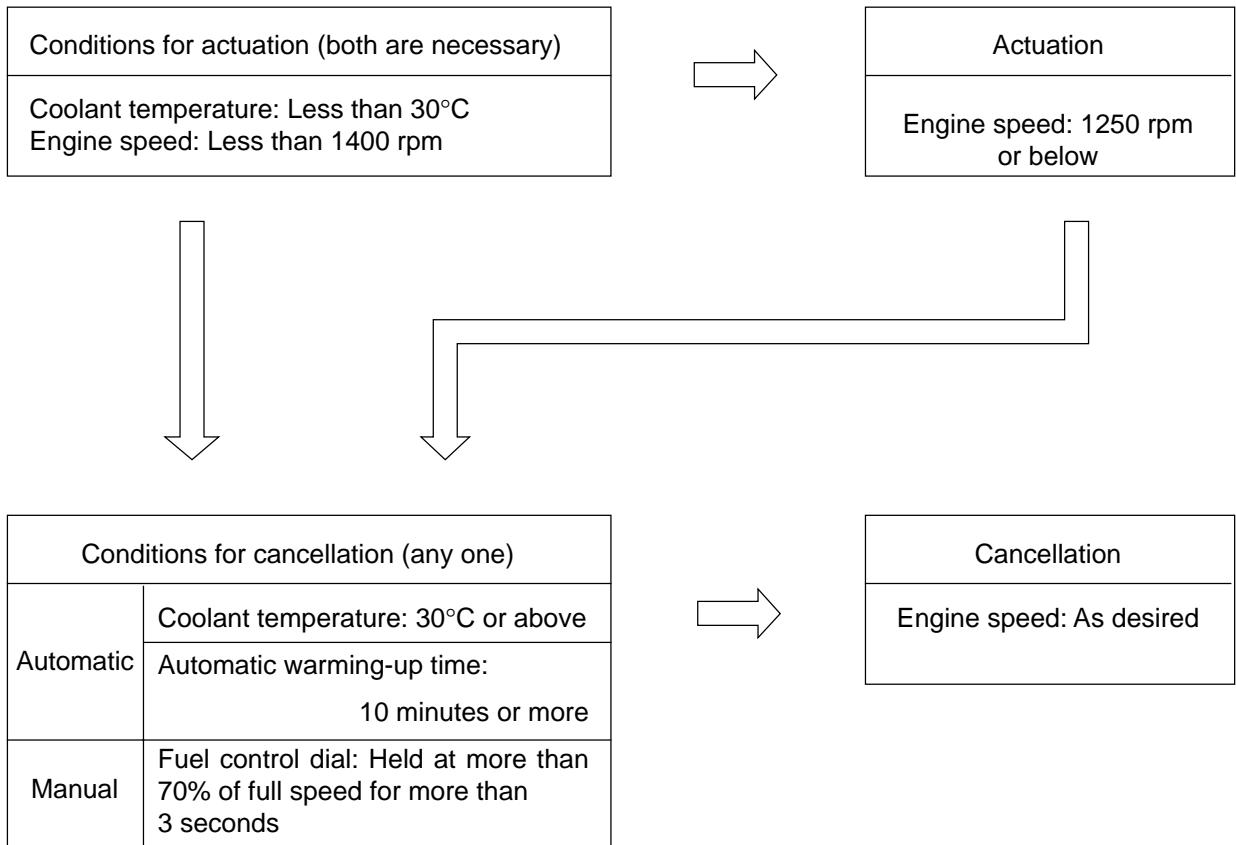 Conditions for actuation (both are necessary)
Coolant temperature: Less than 30°C
Engine speed: Less than 1400 rpm
Actuation
Engine speed: 1250 rpm
or below
Conditions for cancellation (any one)
Automatic
Coolant temperature: 30°C or above
Automatic warming-up time:
10 minutes or more
Manual
Fuel control dial: Held at more than
70% of full speed for more than
3 seconds
Cancellation
Engine speed: As desired